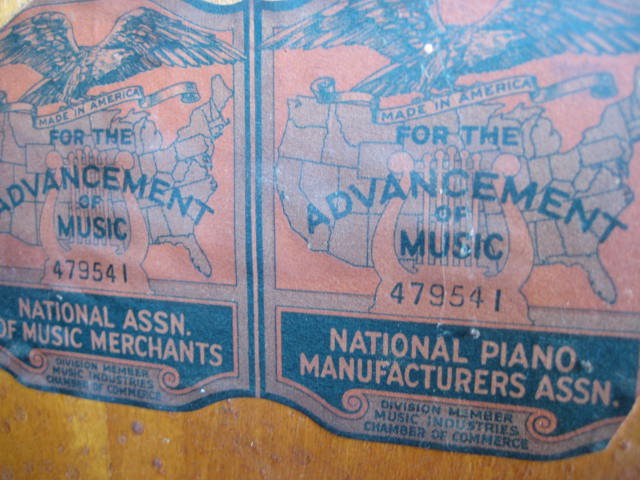 MADE IN AMERICA
FOR THE
ADVANCEMENT
OF
MUSIC
479541
NATIONAL ASSN.
OF MUSIC MERCHANTS
DIVISION MEMBER
MUSIC INDUSTRIES
CHAMBER OF COMMERCE
MADE IN AMERICA
FOR THE
ADVANCEMENT
OF
MUSIC
479541
NATIONAL PIANO
MANUFACTURERS ASSN.
DIVISION MEMBER
MUSIC INDUSTRIES
CHAMBER OF COMMERCE